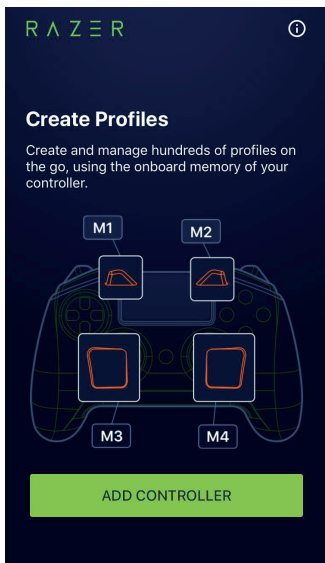 RAZER
Create Profiles
Create and manage hundreds of profiles on
the go, using the onboard memory of your
controller.
M1
M2
M3
M4
ADD CONTROLLER